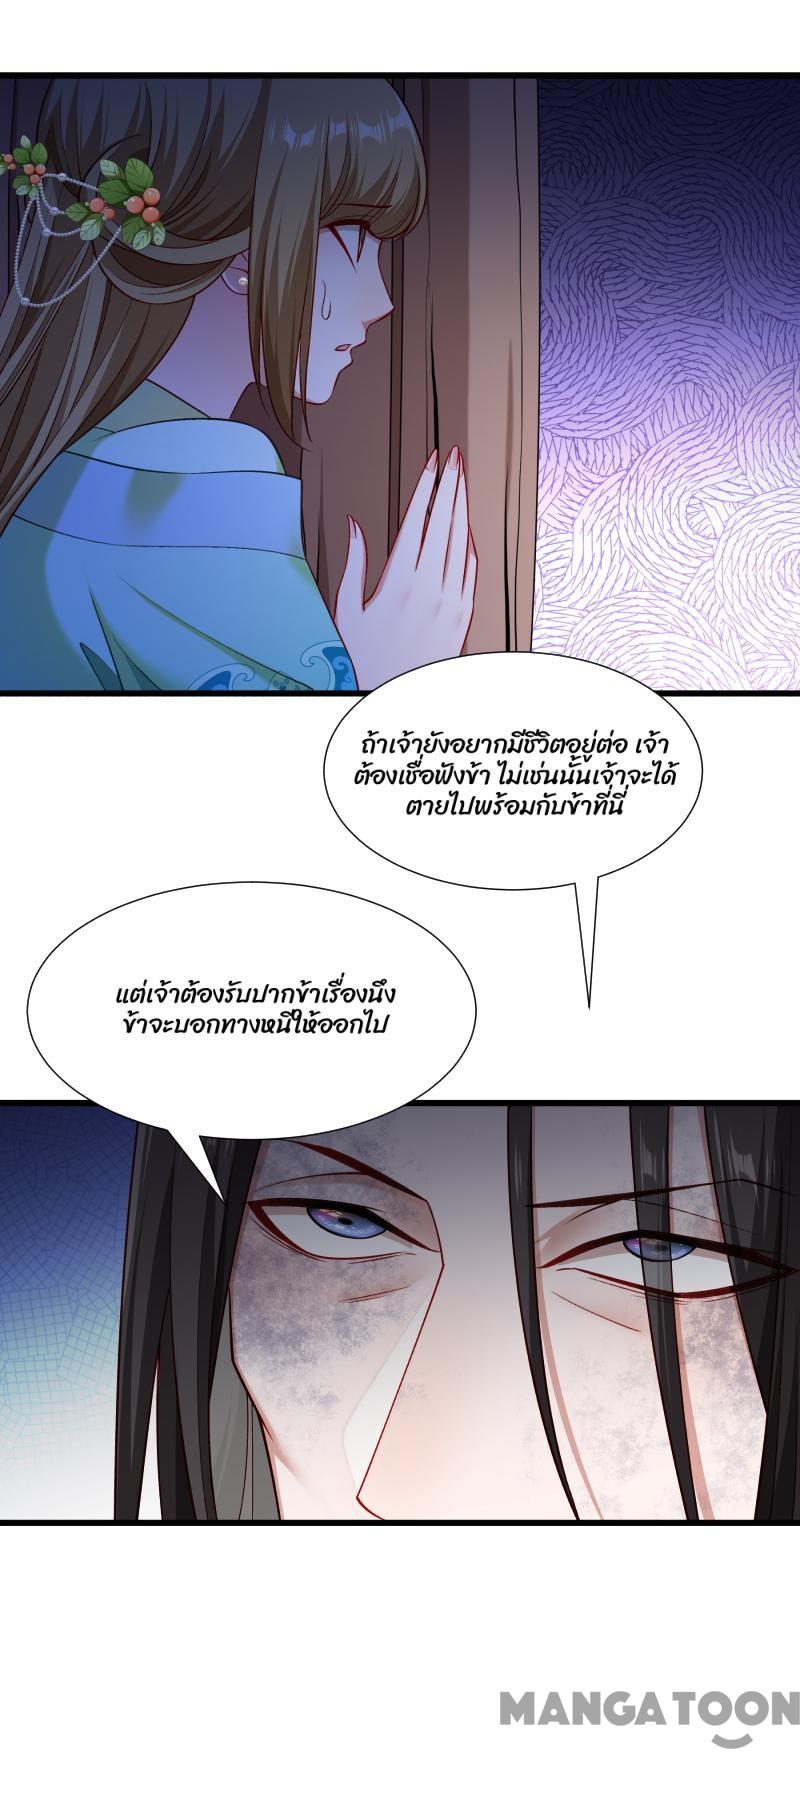 ถ้าเจ้ายังอยากมีชีวิตอยู่ต่อ เจ้า
ต้องเชื่อฟังข้า ไม่เช่นนั้นเจ้าจะได้
ตายไปพร้อมกับข้าที่นี่
แต่เจ้าต้องรับปากข้าเรื่องนึง
ข้าจะบอกทางหนีให้ออกไป
MANGATOON